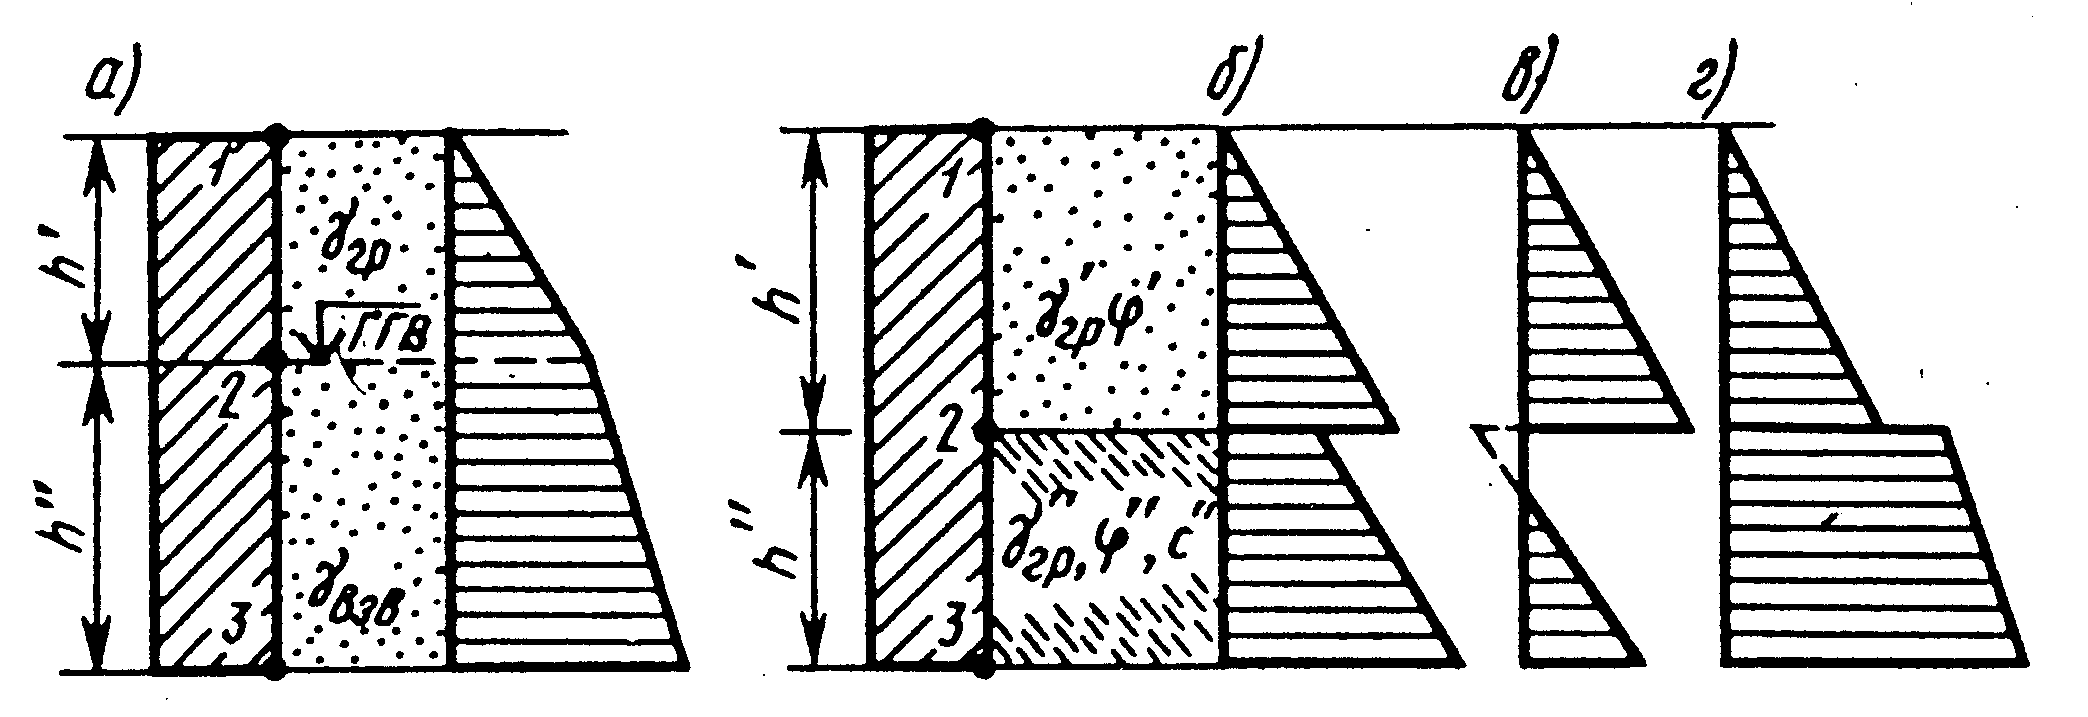 а)
1
h'
γгр
ГГВ
2
h"
γвзв
3
б)
в)
г)
1
h'
γ'гр φ'
2
h"
γ"гр, φ", c"
3